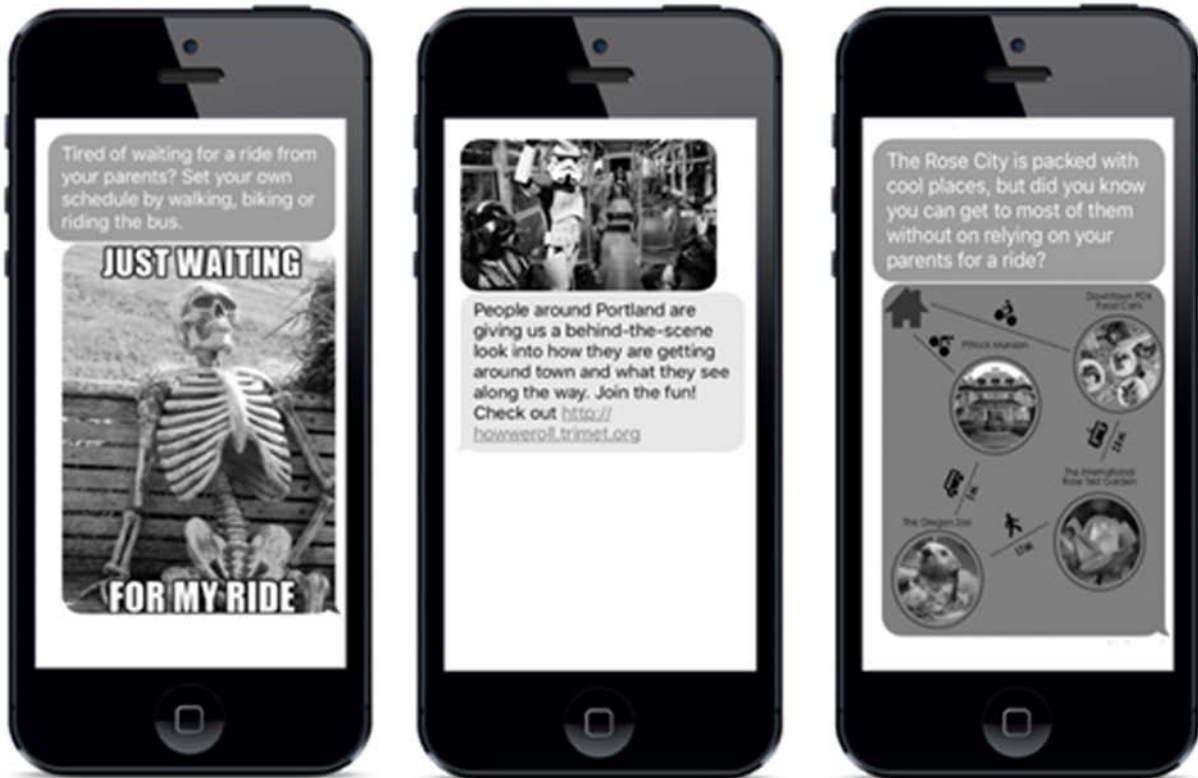 Tired of waiting for a ride from
your parents? Set your own
schedule by walking, biking or
riding the bus.
JUST WAITING
FOR MY RIDE
People around Portland are
giving us a behind-the-scene
look into how they are getting
around town and what they see
along the way. Join the fun!
Check out http://
howweroll.trimet.org
The Rose City is packed with
cool places, but did you know
you can get to most of them
without on relying on your
parents for a ride?
Downtown PDX
Food Carts
Pittock Mansion
The International
Rose Test Garden
The Oregon Zoo